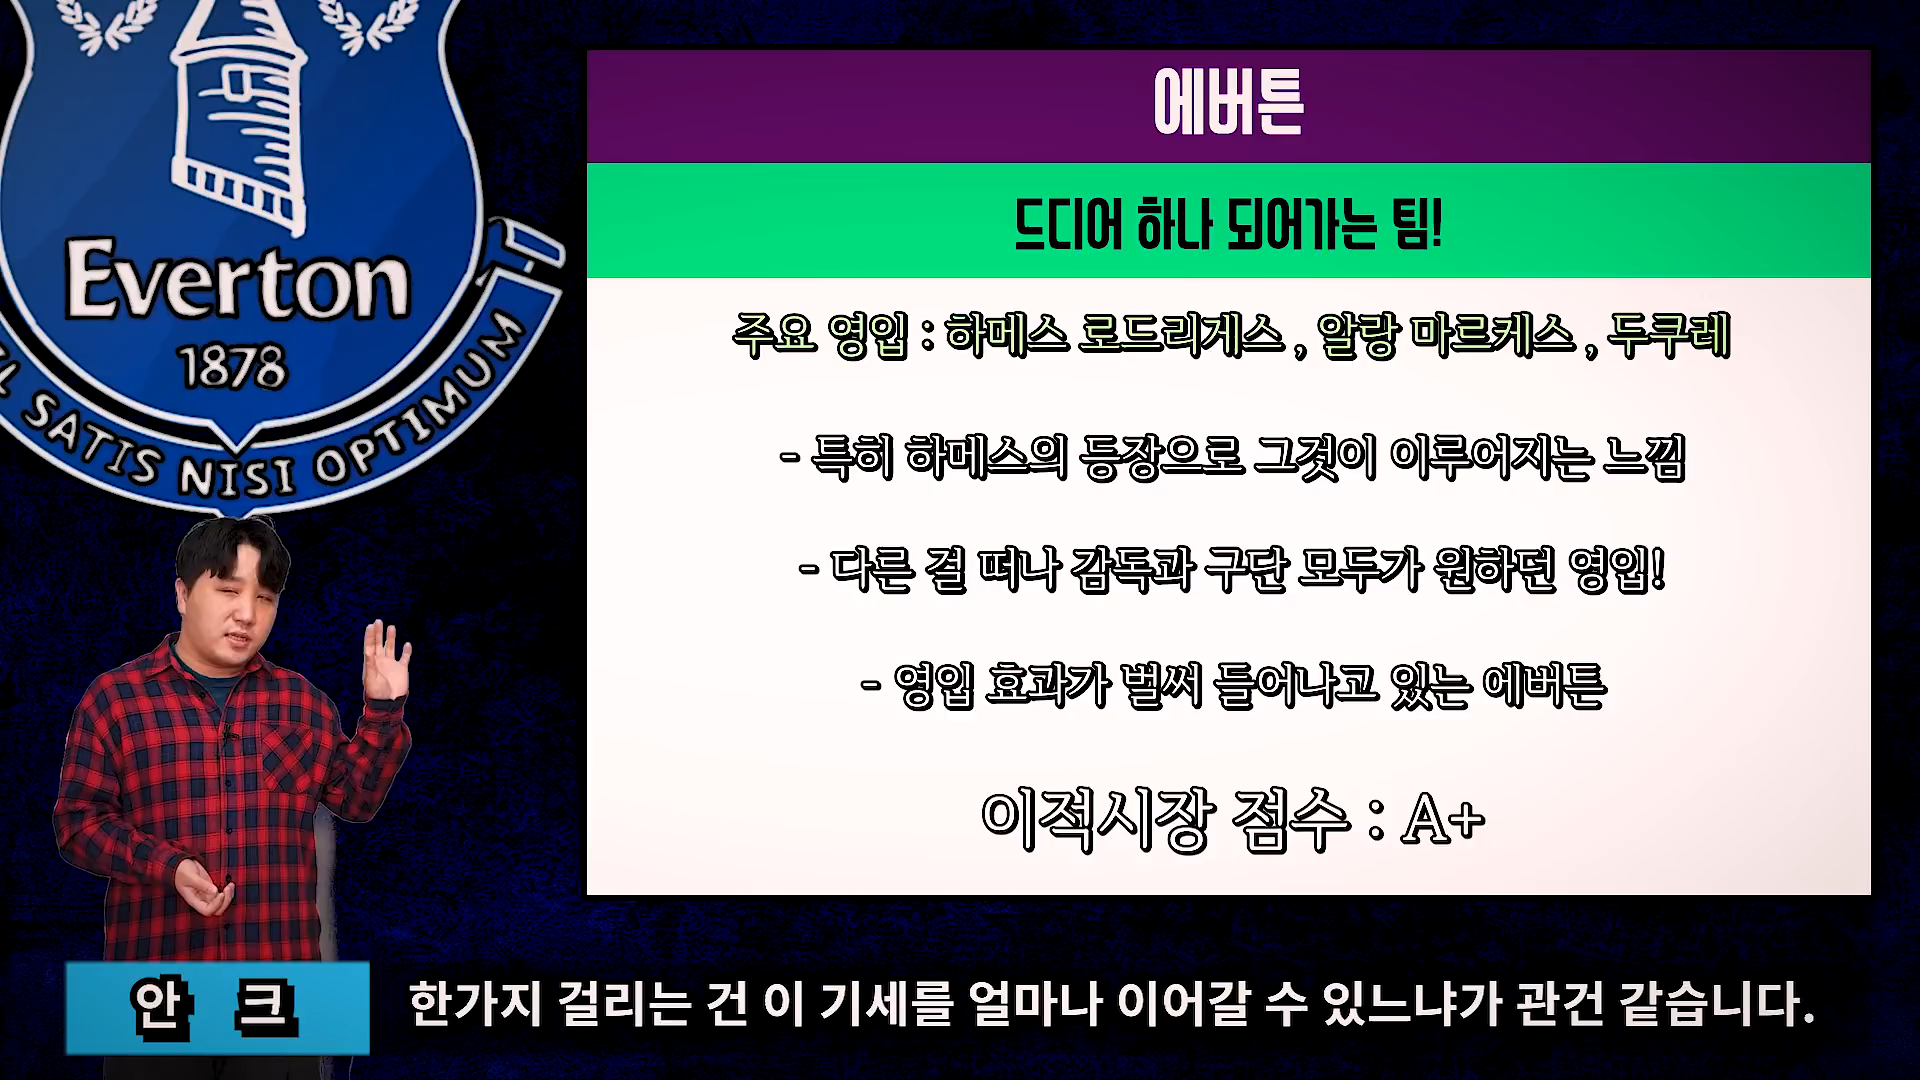 Everton
1878
SATIS NISI OPTIMUM
에버튼
드디어 하나 되어가는 팀!
주요 영입 : 하메스 로드리게스 , 알랑 마르케스 , 두쿠레
- 특히 하메스의 등장으로 그것이 이루어지는 느낌
- 다른 걸 떠나 감독과 구단 모두가 원하던 영입!
- 영입 효과가 벌써 들어나고 있는 에버튼
이적시장 점수 : A+
안 크
한가지 걸리는 건 이 기세를 얼마나 이어갈 수 있느냐가 관건 같습니다.